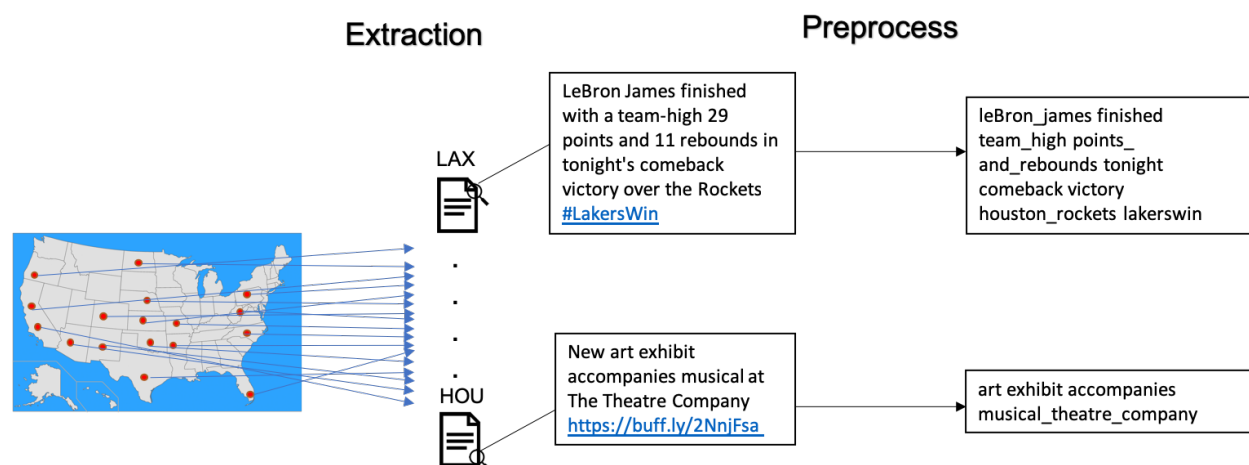 Extraction
Preprocess
LAX
LeBron James finished
with a team-high 29
points and 11 rebounds in
tonight's comeback
victory over the Rockets
#LakersWin
leBron_james finished
team_high points_
and_rebounds tonight
comeback victory
houston_rockets lakerswin
.
.
.
.
HOU
New art exhibit
accompanies musical at
The Theatre Company
https://buff.ly/2NnjFsa
art exhibit accompanies
musical_theatre_company